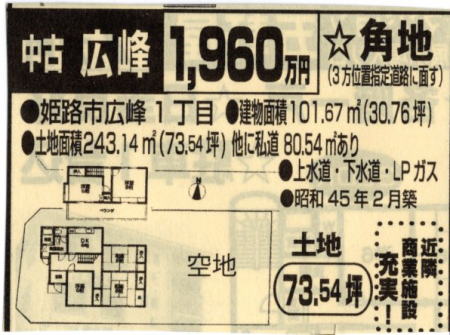 中古 広峰 1,960万円 ☆角地
(3方位置指定道路に面す)
●姫路市広峰1丁目 ●建物面積101.67㎡(30.76坪)
●土地面積243.14㎡(73.54坪) 他に私道80.54㎡あり
●上水道・下水道・LPガス
●昭和45年2月築
N
ベランダ
DK
空地
土地
73.54坪
近隣
商業施設
充実!